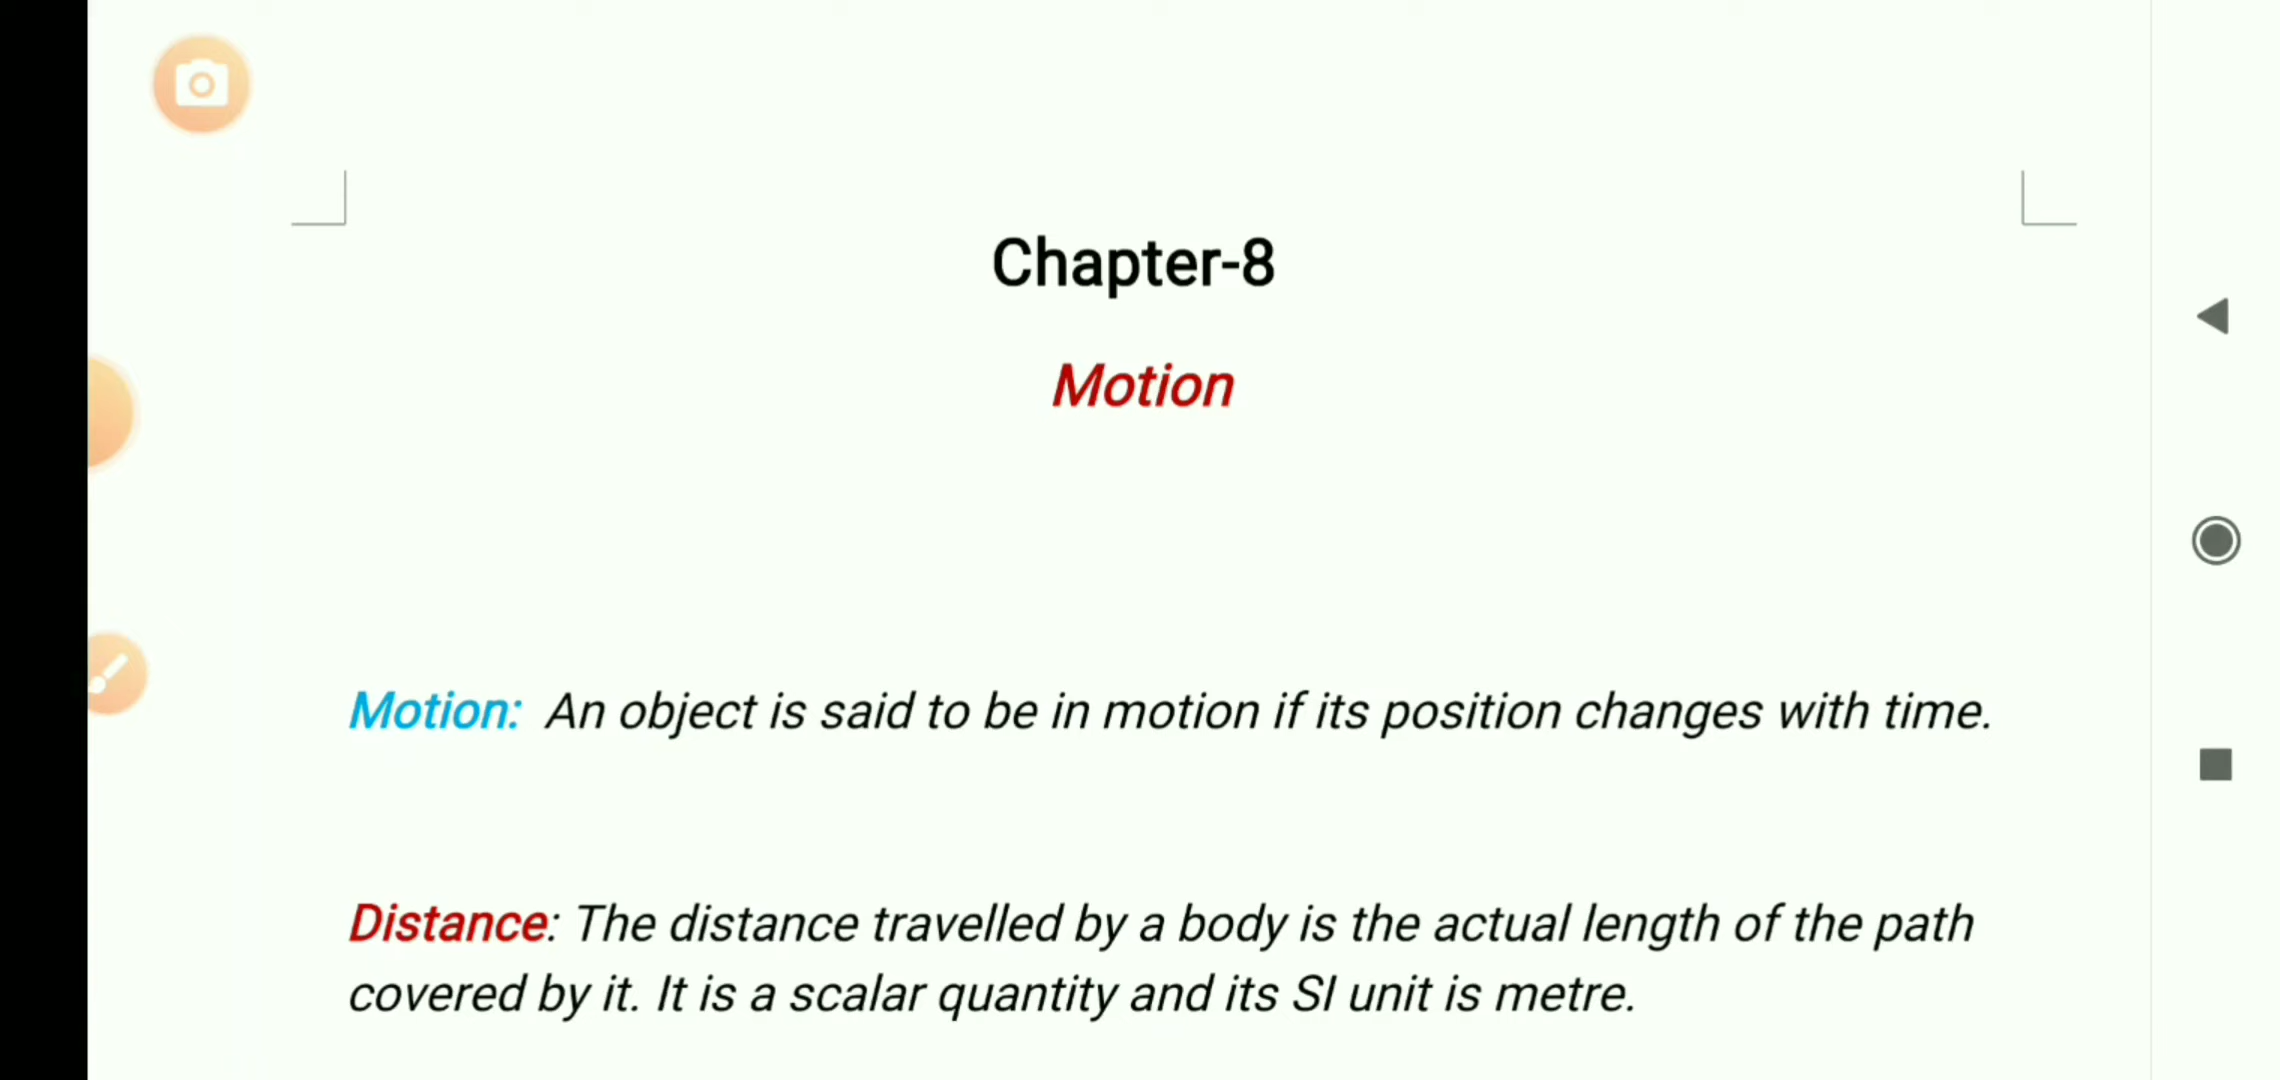 Chapter-8
Motion
Motion: An object is said to be in motion if its position changes with time.
Distance: The distance travelled by a body is the actual length of the path
covered by it. It is a scalar quantity and its SI unit is metre.